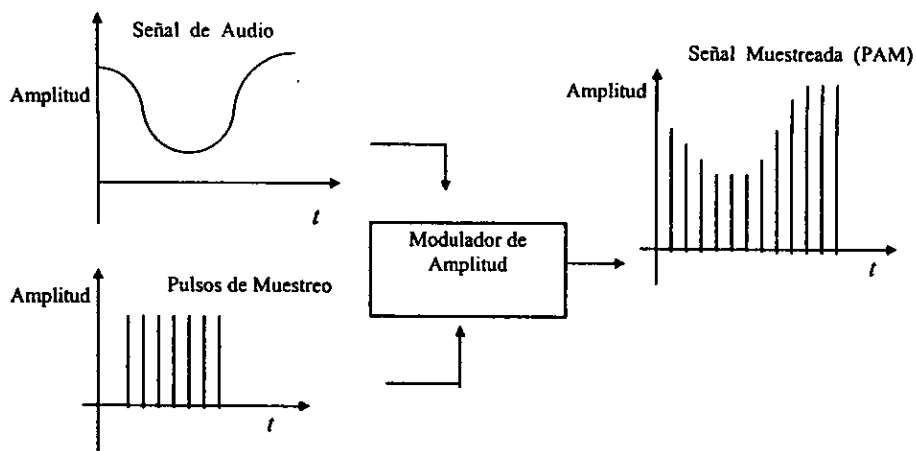 Señal de Audio
Amplitud
t
Pulsos de Muestreo
Amplitud
t
Modulador de
Amplitud
Señal Muestreada (PAM)
Amplitud
t